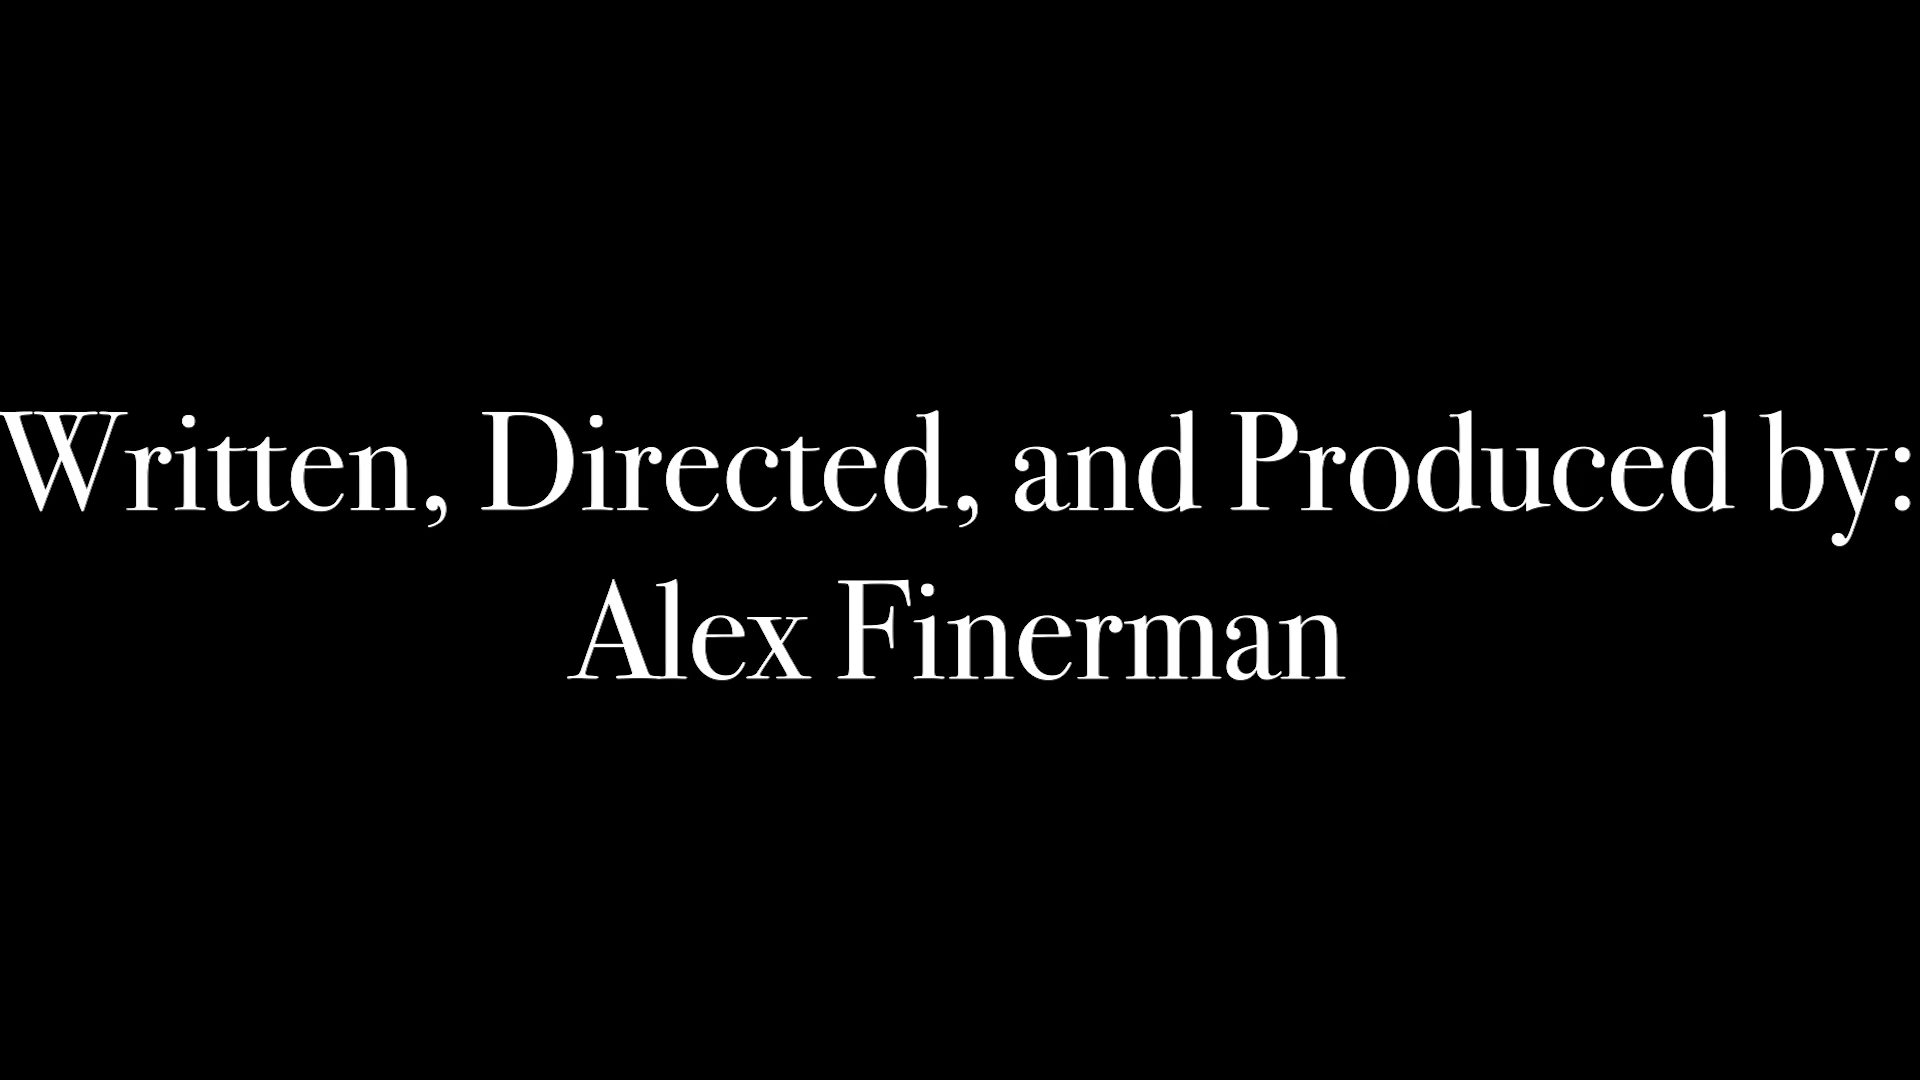 Written, Directed, and Produced by:
Alex Finerman